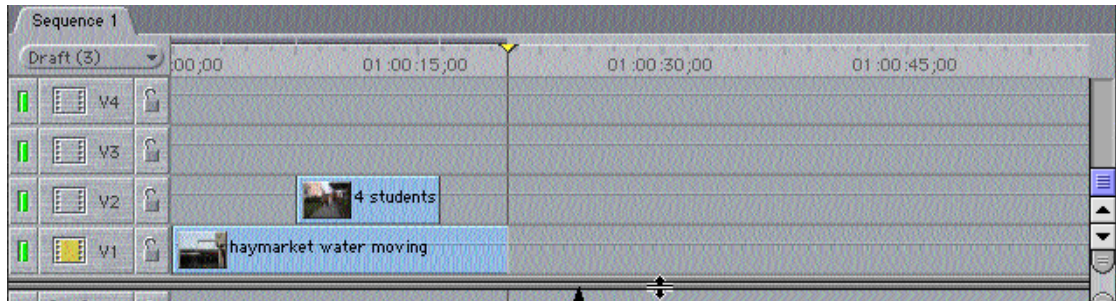 Sequence 1
Draft (3)
:00;00 01:00:15;00 01:00:30;00 01:00:45;00
V4
V3
V2 4 students
V1 haymarket water moving